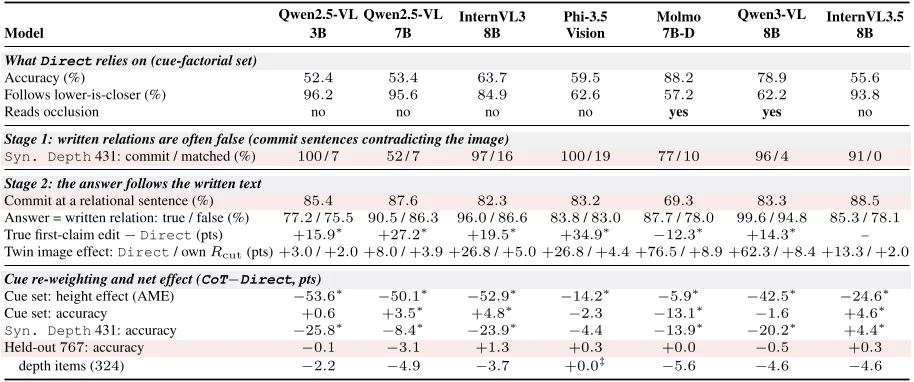 Qwen2.5-VL Qwen2.5-VL InternVL3 Phi-3.5 Molmo Qwen3-VL InternVL3.5
Model 3B 7B 8B Vision 7B-D 8B 8B
What Direct relies on (cue-factorial set)
Accuracy (%) 52.4 53.4 63.7 59.5 88.2 78.9 55.6
Follows lower-is-closer (%) 96.2 95.6 84.9 62.6 57.2 62.2 93.8
Reads occlusion no no no no yes yes no
Stage 1: written relations are often false (commit sentences contradicting the image)
Syn. Depth 431: commit / matched (%) 100 / 7 52 / 7 97 / 16 100 / 19 77 / 10 96 / 4 91 / 0
Stage 2: the answer follows the written text
Commit at a relational sentence (%) 85.4 87.6 82.3 83.2 69.3 83.3 88.5
Answer = written relation: true / false (%) 77.2 / 75.5 90.5 / 86.3 96.0 / 86.6 83.8 / 83.0 87.7 / 78.0 99.6 / 94.8 85.3 / 78.1
True first-claim edit − Direct (pts) +15.9* +27.2* +19.5* +34.9* −12.3* +14.3* –
Twin image effect: Direct / own Rcut (pts) +3.0 / +2.0 +8.0 / +3.9 +26.8 / +5.0 +26.8 / +4.4 +76.5 / +8.9 +62.3 / +8.4 +13.3 / +2.0
Cue re-weighting and net effect (CoT−Direct, pts)
Cue set: height effect (AME) −53.6* −50.1* −52.9* −14.2* −5.9* −42.5* −24.6*
Cue set: accuracy +0.6 +3.5* +4.8* −2.3 −13.1* −1.6 +4.6*
Syn. Depth 431: accuracy −25.8* −8.4* −23.9* −4.4 −13.9* −20.2* +4.4*
Held-out 767: accuracy −0.1 −3.1 +1.3 +0.3 +0.0 −0.5 +0.3
depth items (324) −2.2 −4.9 −3.7 +0.0‡ −5.6 −4.6 −4.6